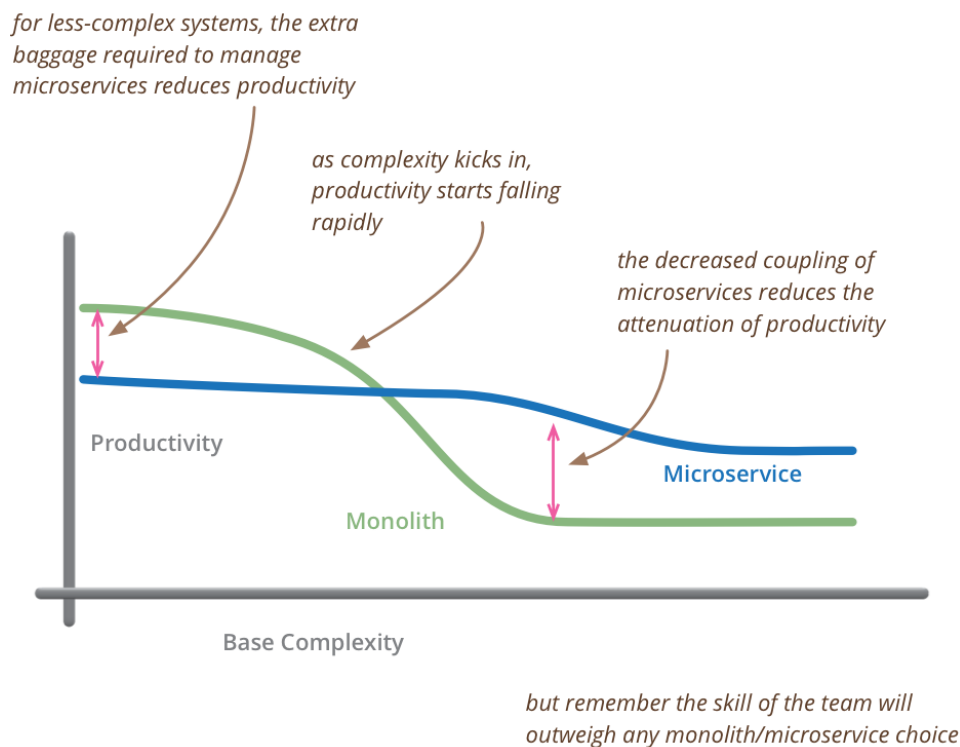 for less-complex systems, the extra
baggage required to manage
microservices reduces productivity
as complexity kicks in,
productivity starts falling
rapidly
the decreased coupling of
microservices reduces the
attenuation of productivity
Productivity
Microservice
Monolith
Base Complexity
but remember the skill of the team will
outweigh any monolith/microservice choice